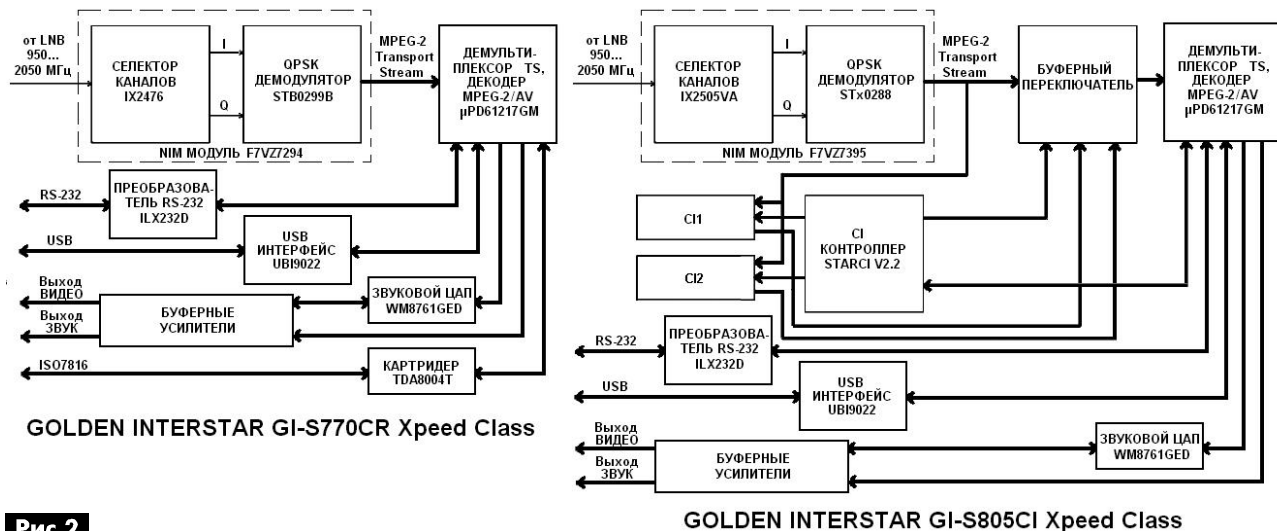 от LNB
950...
2050 МГц
СЕЛЕКТОР
КАНАЛОВ
IX2476
I
Q
QPSK
ДЕМОДУЛЯТОР
STB0299B
NIM МОДУЛЬ F7VZ7294
MPEG-2
Transport
Stream
ДЕМУЛЬТИ-
ПЛЕКСОР TS,
ДЕКОДЕР
MPEG-2/AV
µPD61217GM
RS-232
ПРЕОБРАЗОВА-
ТЕЛЬ RS-232
ILX232D
USB
USB
ИНТЕРФЕЙС
UBI9022
Выход
ВИДЕО
Выход
ЗВУК
БУФЕРНЫЕ
УСИЛИТЕЛИ
ЗВУКОВОЙ ЦАП
WM8761GED
ISO7816
КАРТРИДЕР
TDA8004T
GOLDEN INTERSTAR GI-S770CR Xpeed Class
от LNB
950...
2050 МГц
СЕЛЕКТОР
КАНАЛОВ
IX2505VA
I
Q
QPSK
ДЕМОДУЛЯТОР
STx0288
NIM МОДУЛЬ F7VZ7395
MPEG-2
Transport
Stream
БУФЕРНЫЙ
ПЕРЕКЛЮЧАТЕЛЬ
ДЕМУЛЬТИ-
ПЛЕКСОР TS,
ДЕКОДЕР
MPEG-2/AV
µPD61217GM
CI1
CI2
CI
КОНТРОЛЛЕР
STARCI V2.2
RS-232
ПРЕОБРАЗОВА-
ТЕЛЬ RS-232
ILX232D
USB
USB
ИНТЕРФЕЙС
UBI9022
Выход
ВИДЕО
Выход
ЗВУК
БУФЕРНЫЕ
УСИЛИТЕЛИ
ЗВУКОВОЙ ЦАП
WM8761GED
GOLDEN INTERSTAR GI-S805CI Xpeed Class
Рис.2